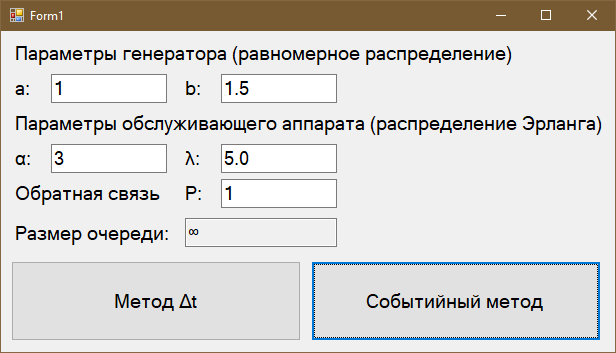 Form1
Параметры генератора (равномерное распределение)
a: 1 b: 1.5
Параметры обслуживающего аппарата (распределение Эрланга)
α: 3 λ: 5.0
Обратная связь P: 1
Размер очереди: ∞
Метод Δt Событийный метод